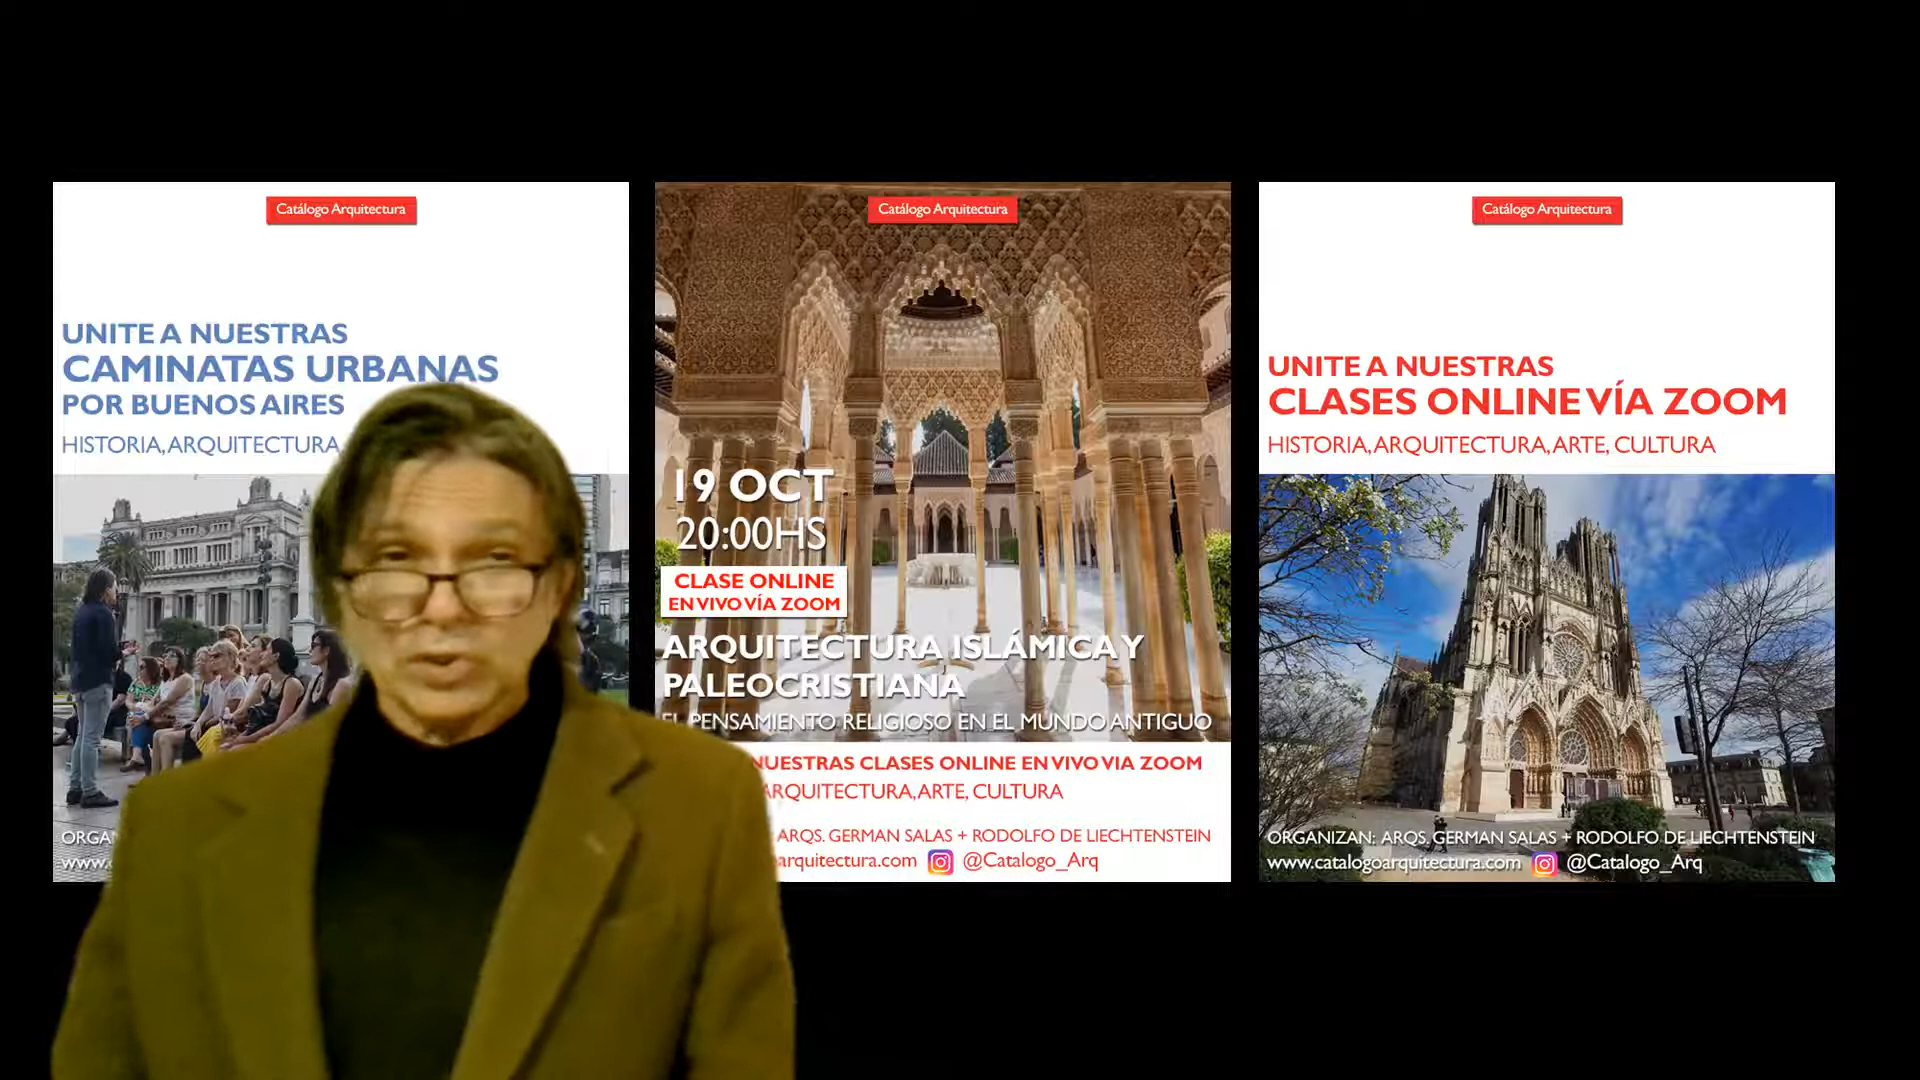 Catálogo Arquitectura
UNITE A NUESTRAS
CAMINATAS URBANAS
POR BUENOS AIRES
HISTORIA, ARQUITECTURA,
www.
Catálogo Arquitectura
19 OCT
20:00HS
CLASE ONLINE
EN VIVO VÍA ZOOM
ARQUITECTURA ISLÁMICA Y
PALEOCRISTIANA
EL PENSAMIENTO RELIGIOSO EN EL MUNDO ANTIGUO
NUESTRAS CLASES ONLINE EN VIVO VIA ZOOM
ARQUITECTURA, ARTE, CULTURA
ARQS. GERMAN SALAS + RODOLFO DE LIECHTENSTEIN
arquitectura.com @Catalogo_Arq
Catálogo Arquitectura
UNITE A NUESTRAS
CLASES ONLINE VÍA ZOOM
HISTORIA, ARQUITECTURA, ARTE, CULTURA
ORGANIZAN: ARQS. GERMAN SALAS + RODOLFO DE LIECHTENSTEIN
www.catalogoarquitectura.com @Catalogo_Arq